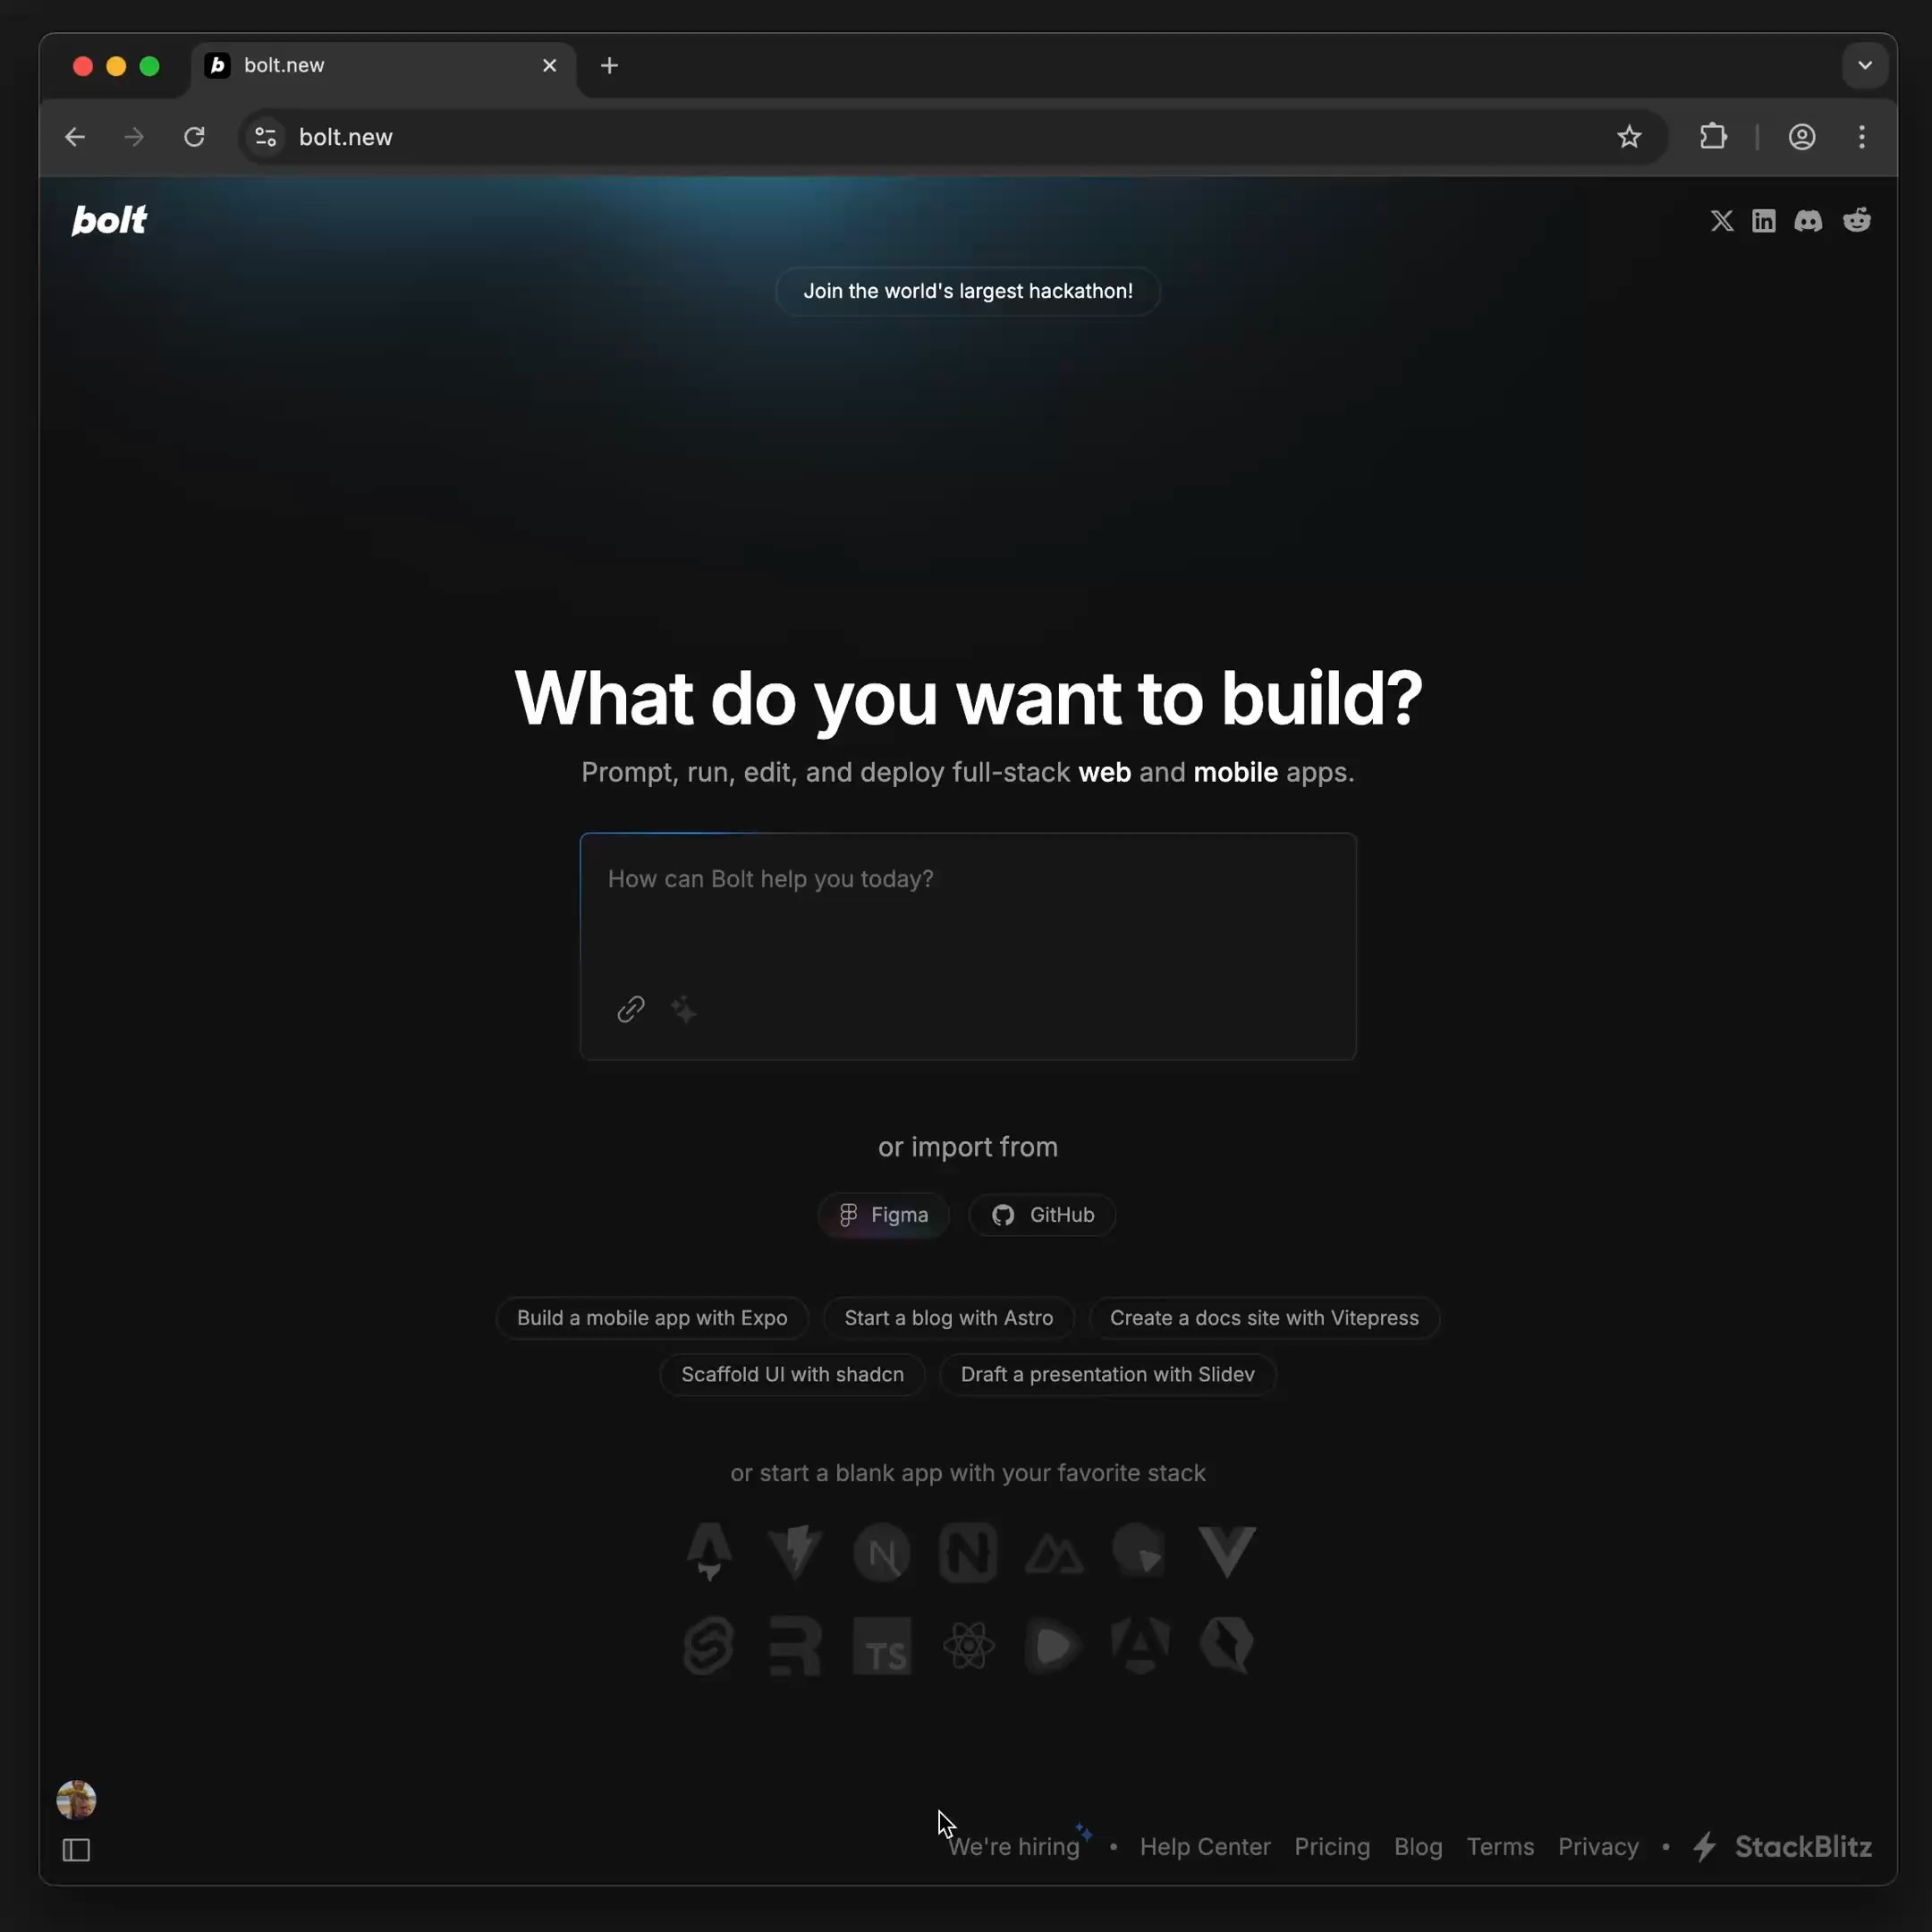 bolt.new
bolt.new
bolt
Join the world's largest hackathon!
What do you want to build?
Prompt, run, edit, and deploy full-stack web and mobile apps.
How can Bolt help you today?
or import from
Figma GitHub
Build a mobile app with Expo Start a blog with Astro Create a docs site with Vitepress
Scaffold UI with shadcn Draft a presentation with Slidev
or start a blank app with your favorite stack
TS
We're hiring • Help Center Pricing Blog Terms Privacy • StackBlitz